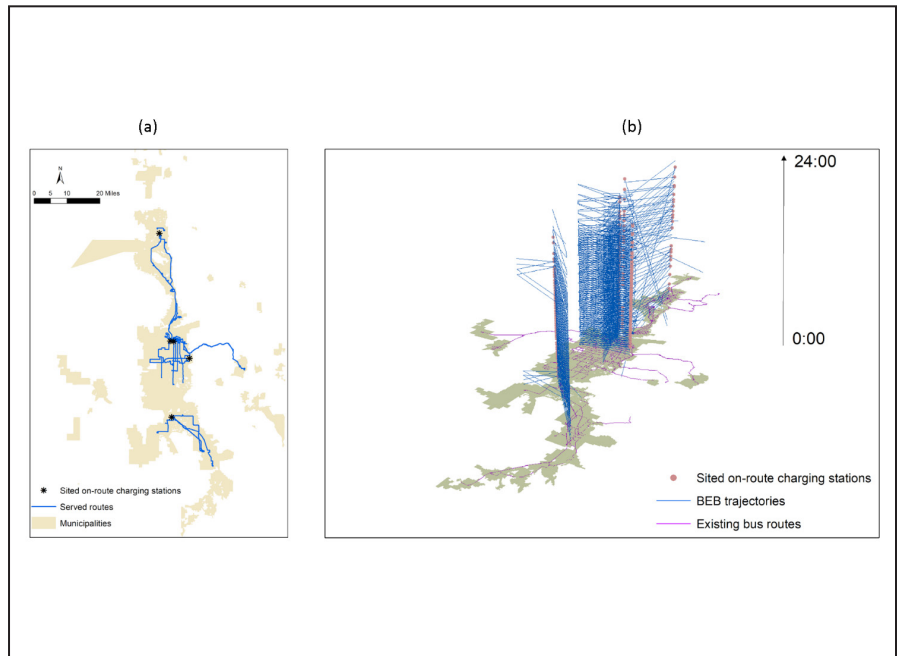 (a)
N
0 5 10 20 Miles
Sited on-route charging stations
Served routes
Municipalities
(b)
24:00
0:00
Sited on-route charging stations
BEB trajectories
Existing bus routes